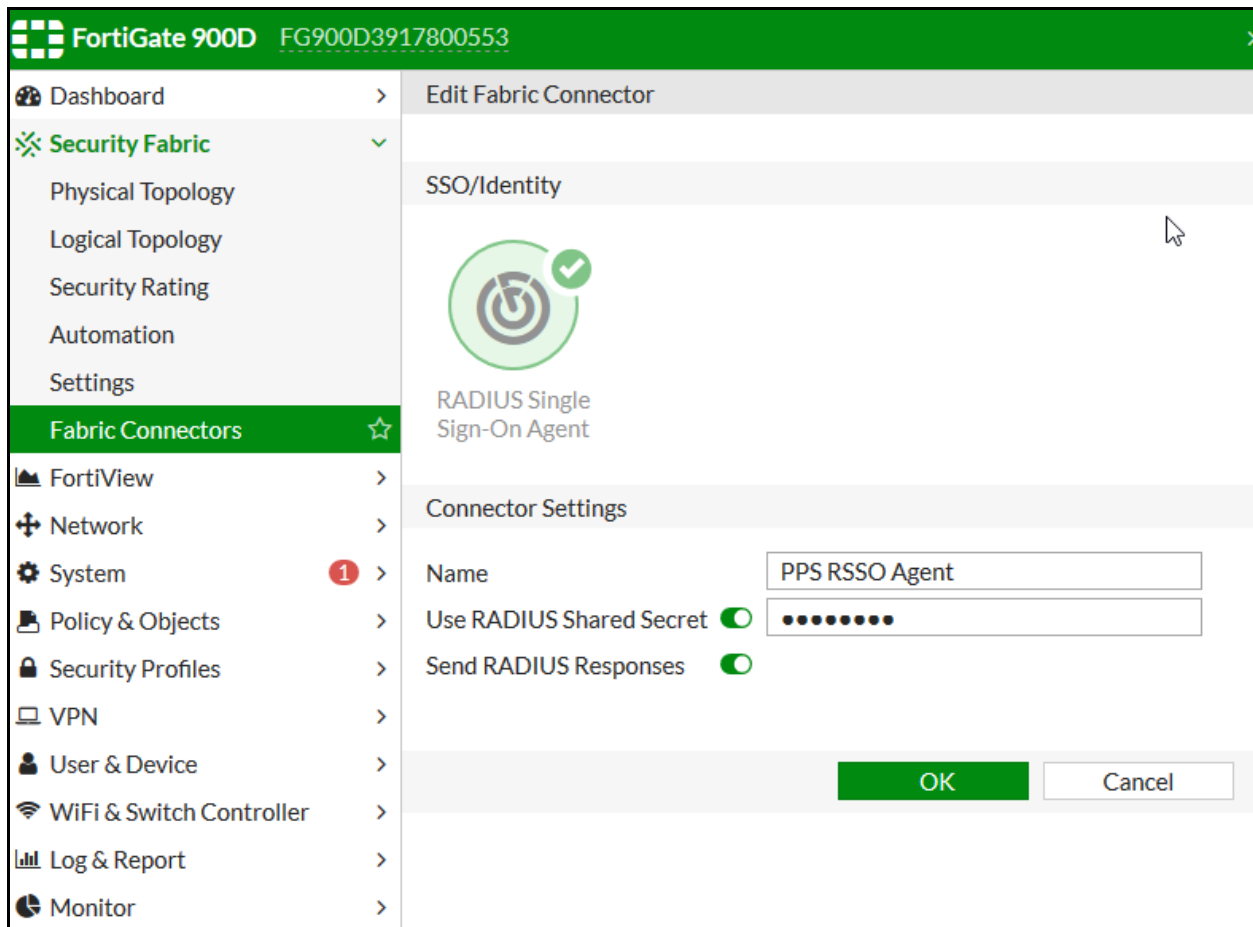 FortiGate 900D FG900D3917800553
Dashboard
Security Fabric
Physical Topology
Logical Topology
Security Rating
Automation
Settings
Fabric Connectors
FortiView
Network
System 1
Policy & Objects
Security Profiles
VPN
User & Device
WiFi & Switch Controller
Log & Report
Monitor
Edit Fabric Connector
SSO/Identity
RADIUS Single
Sign-On Agent
Connector Settings
Name PPS RSSO Agent
Use RADIUS Shared Secret ••••••••
Send RADIUS Responses
OK Cancel